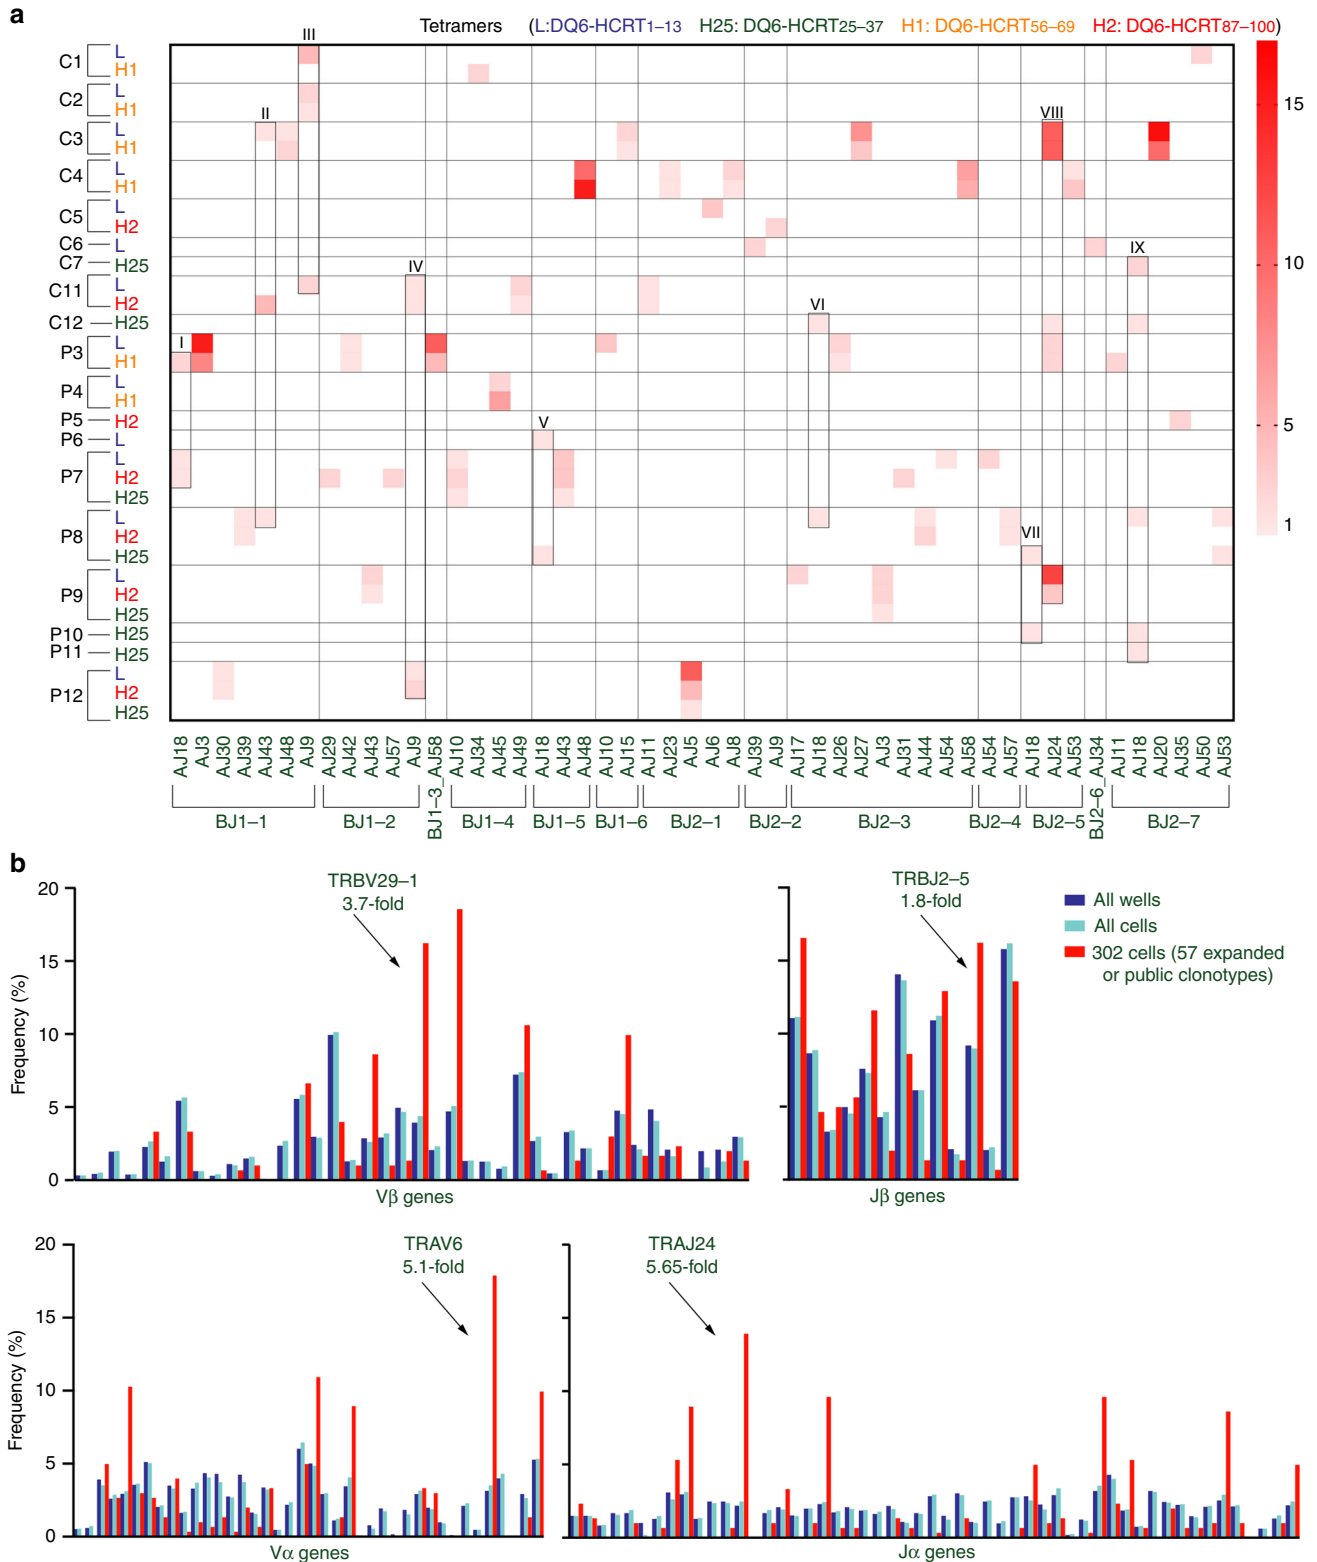 a
Tetramers (L:DQ6-HCRT1–13 H25: DQ6-HCRT25–37 H1: DQ6-HCRT56–69 H2: DQ6-HCRT87–100)
III
C1 L
H1
C2 L
H1
II VIII
C3 L
H1
C4 L
H1
C5 L
H2
C6 L
IX
C7 H25
IV
C11 L
H2
VI
C12 H25
I
P3 L
H1
P4 L
H1
P5 H2
V
P6 L
P7 L
H2
H25
P8 L
H2
VII
H25
P9 L
H2
H25
P10 H25
P11 H25
P12 L
H2
H25
15
10
5
1
AJ18 AJ3 AJ30 AJ39 AJ43 AJ48 AJ9 AJ29 AJ42 AJ43 AJ57 AJ9 BJ1–3_AJ58 AJ10 AJ34 AJ45 AJ49 AJ18 AJ43 AJ48 AJ10 AJ15 AJ11 AJ23 AJ5 AJ6 AJ8 AJ39 AJ9 AJ17 AJ18 AJ26 AJ27 AJ3 AJ31 AJ44 AJ54 AJ58 AJ54 AJ57 AJ18 AJ24 AJ53 BJ2–6_AJ34 AJ11 AJ18 AJ20 AJ35 AJ50 AJ53
BJ1–1 BJ1–2 BJ1–4 BJ1–5 BJ1–6 BJ2–1 BJ2–2 BJ2–3 BJ2–4 BJ2–5 BJ2–7
b
Frequency (%)
20
15
10
5
0
TRBV29–1
3.7-fold
Vβ genes
TRBJ2–5
1.8-fold
Jβ genes
All wells
All cells
302 cells (57 expanded
or public clonotypes)
Frequency (%)
20
15
10
5
0
TRAV6
5.1-fold
Vα genes
TRAJ24
5.65-fold
Jα genes